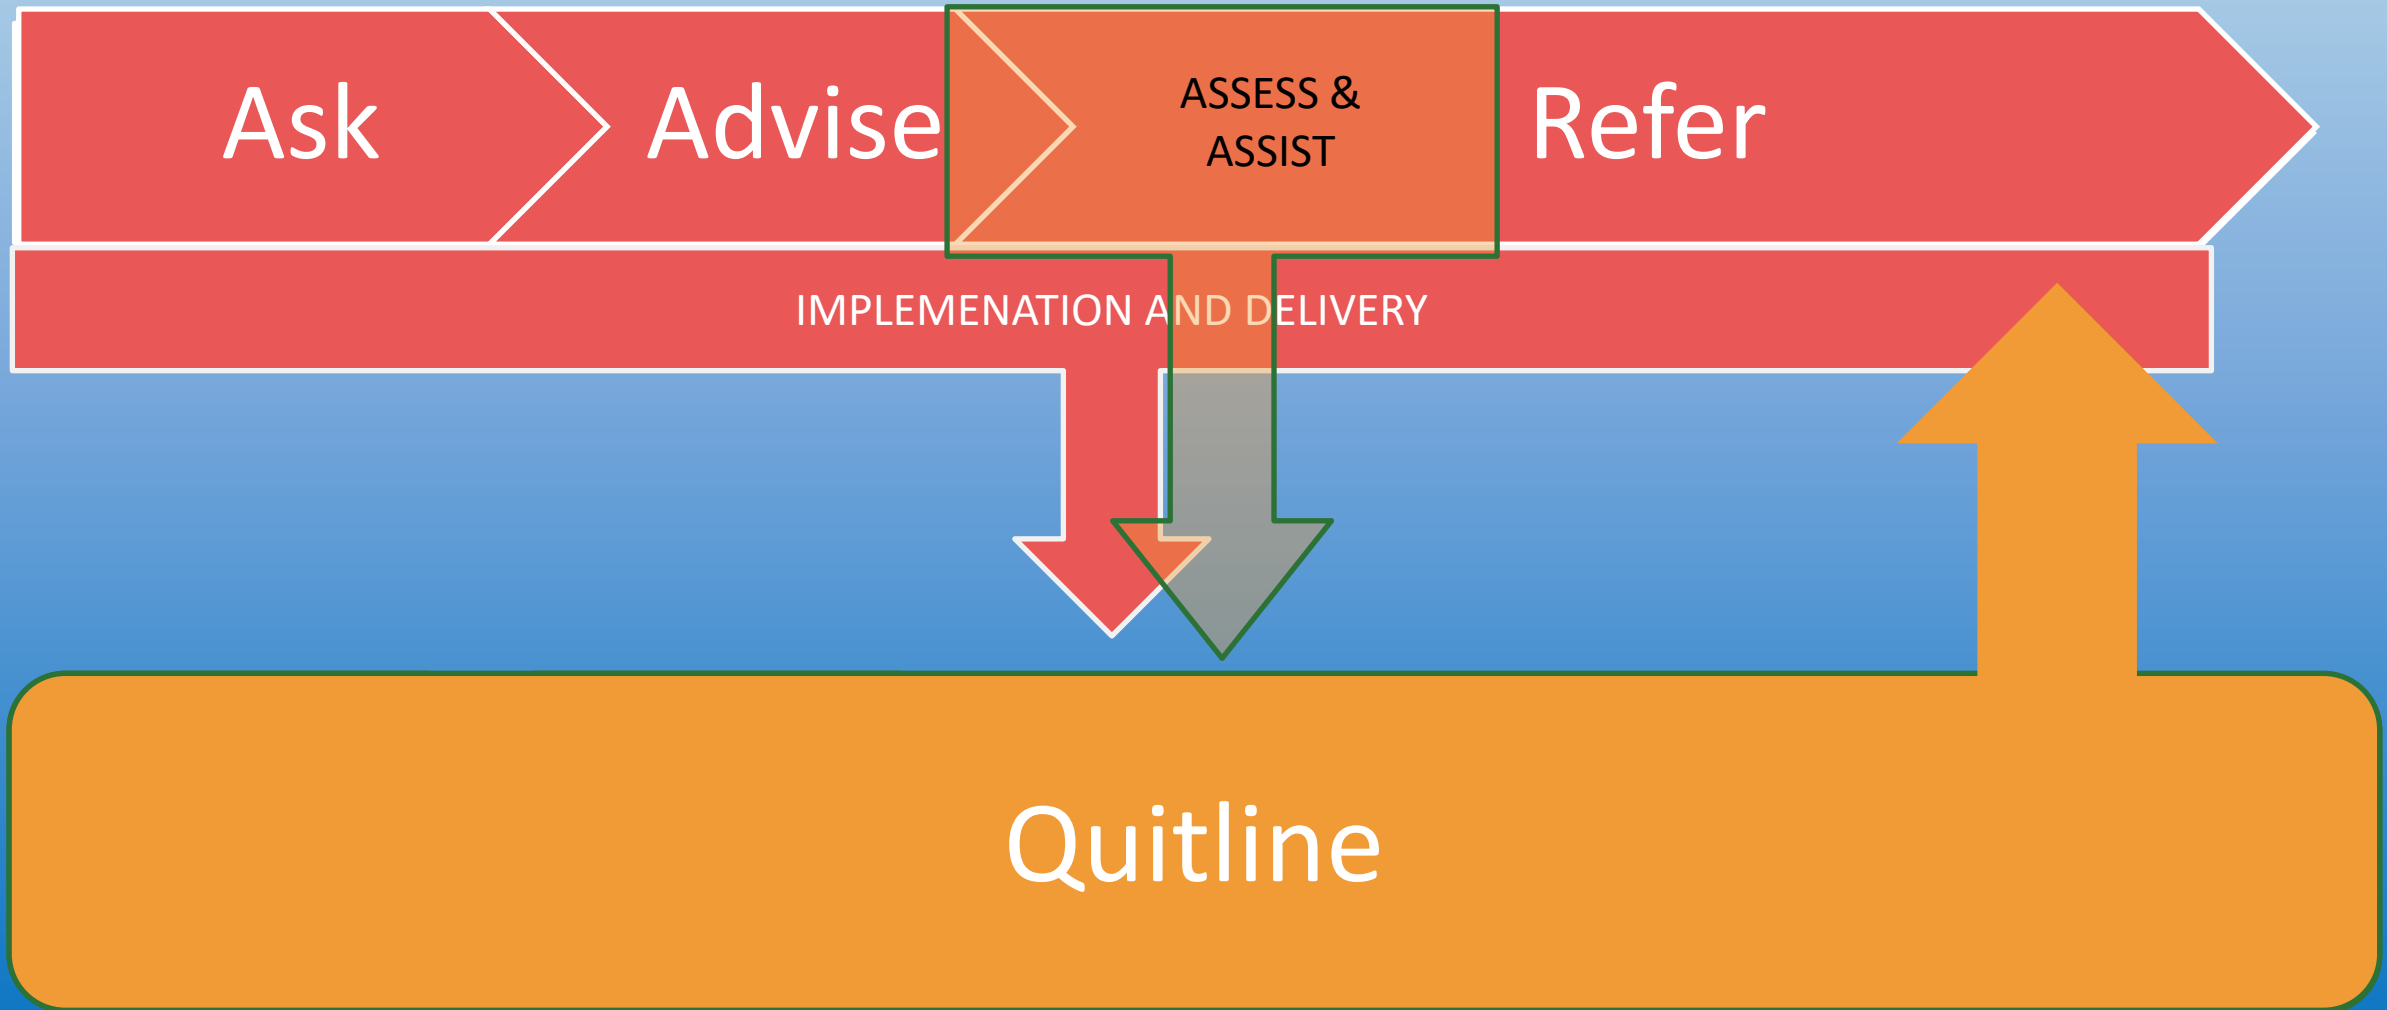 Ask
Advise
ASSESS &
ASSIST
Refer
IMPLEMENATION AND DELIVERY
Quitline